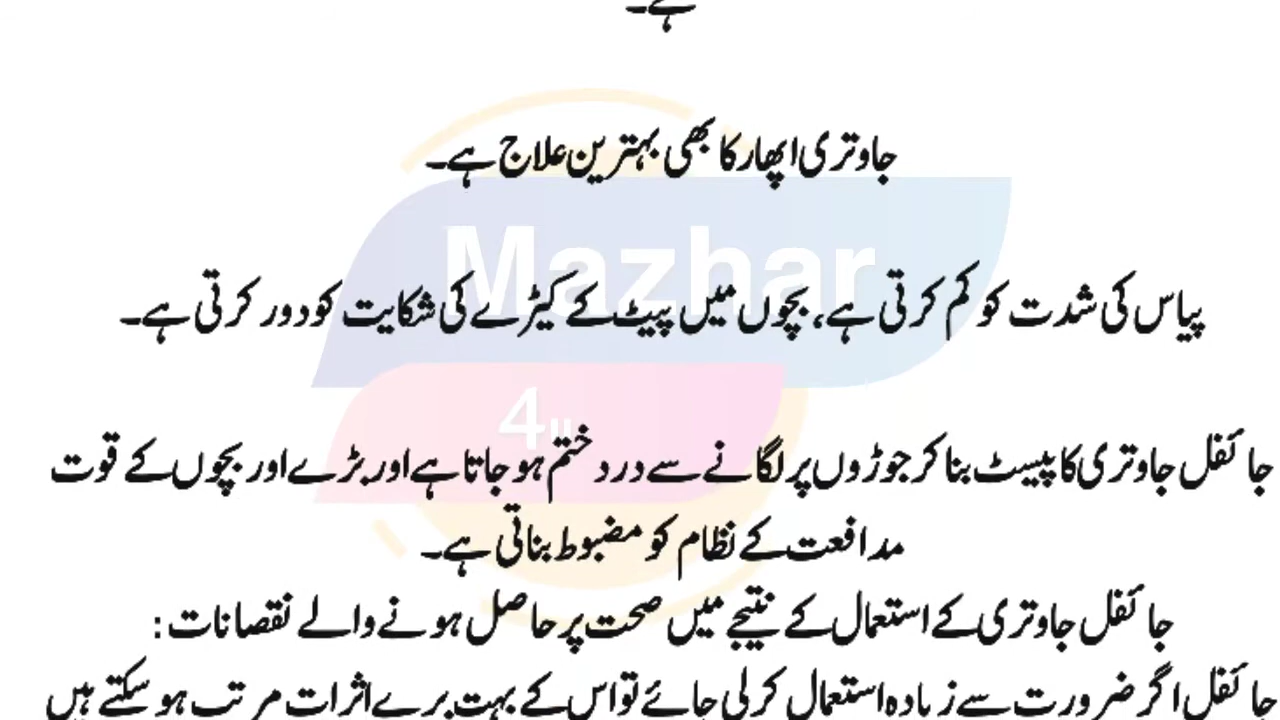 ہے۔
جاوتری اپھار کا بھی بہترین علاج ہے۔
Mazhar
پیاس کی شدت کو کم کرتی ہے، بچوں میں پیٹ کے کیڑے کی شکایت کو دور کرتی ہے۔
4u
جائفل جاوتری کا پیسٹ بنا کر جوڑوں پر لگانے سے درد ختم ہو جاتا ہے اور بڑے اور بچوں کے قوت
مدافعت کے نظام کو مضبوط بناتی ہے۔
جائفل جاوتری کے استعمال کے نتیجے میں صحت پر حاصل ہونے والے نقصانات:
جائفل اگر ضرورت سے زیادہ استعمال کر لی جائے تو اس کے بہت برے اثرات مرتب ہو سکتے ہیں